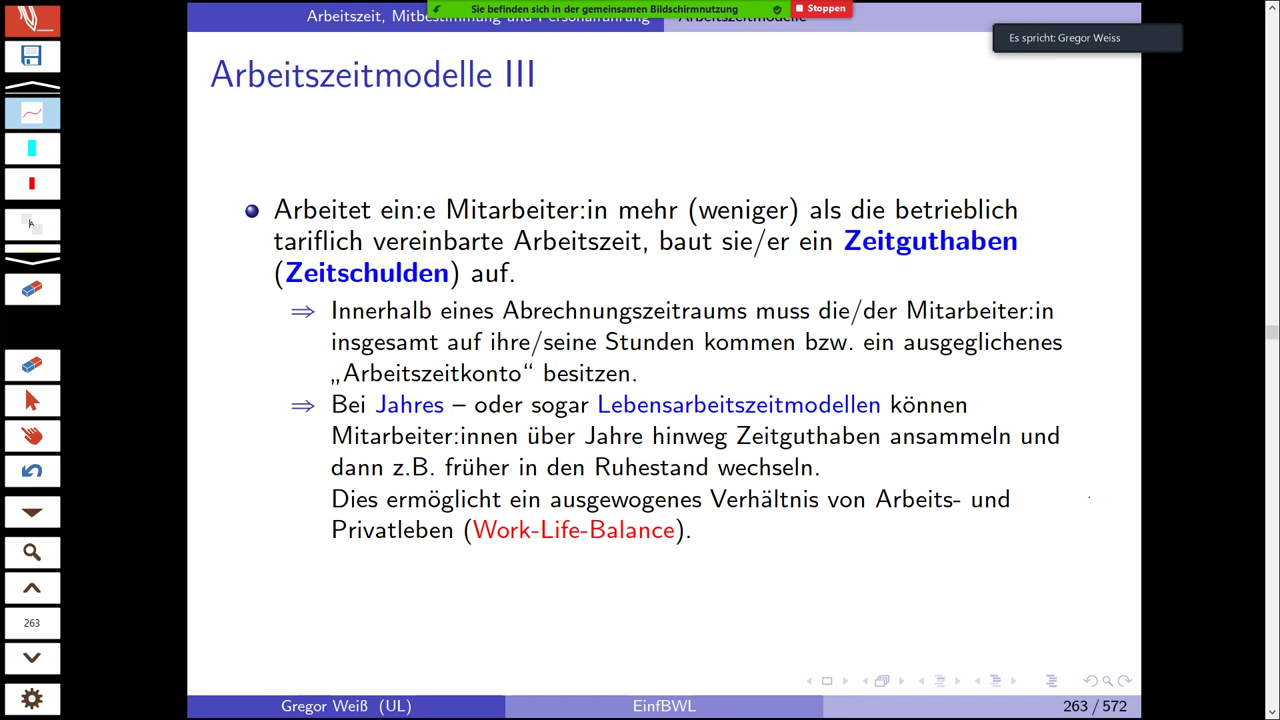 Sie befinden sich in der gemeinsamen Bildschirmnutzung
Stoppen
Arbeitszeit, Mitbestimmung und Personalführung
Arbeitszeitmodelle
Es spricht: Gregor Weiss
Arbeitszeitmodelle III
Arbeitet ein:e Mitarbeiter:in mehr (weniger) als die betrieblich
tariflich vereinbarte Arbeitszeit, baut sie/er ein Zeitguthaben
(Zeitschulden) auf.
⇒ Innerhalb eines Abrechnungszeitraums muss die/der Mitarbeiter:in
insgesamt auf ihre/seine Stunden kommen bzw. ein ausgeglichenes
„Arbeitszeitkonto“ besitzen.
⇒ Bei Jahres – oder sogar Lebensarbeitszeitmodellen können
Mitarbeiter:innen über Jahre hinweg Zeitguthaben ansammeln und
dann z.B. früher in den Ruhestand wechseln.
Dies ermöglicht ein ausgewogenes Verhältnis von Arbeits- und
Privatleben (Work-Life-Balance).
263
Gregor Weiß (UL)
EinfBWL
263 / 572